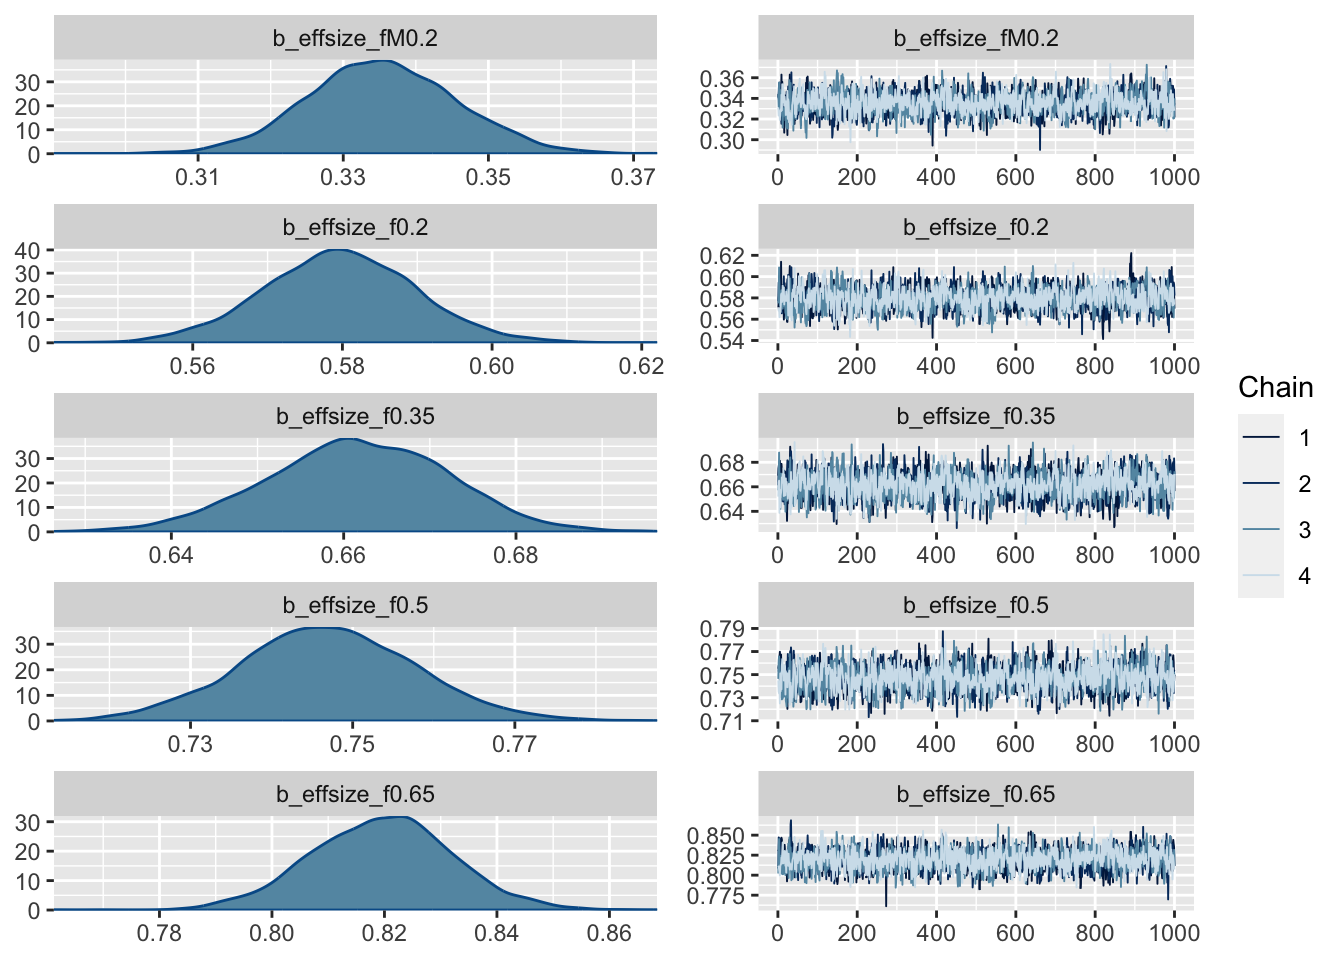 b_effsize_fM0.2
30
20
10
0
0.31 0.33 0.35 0.37
b_effsize_fM0.2
0.36
0.34
0.32
0.30
0 200 400 600 800 1000
b_effsize_f0.2
40
30
20
10
0
0.56 0.58 0.60 0.62
b_effsize_f0.2
0.62
0.60
0.58
0.56
0.54
0 200 400 600 800 1000
b_effsize_f0.35
30
20
10
0
0.64 0.66 0.68
b_effsize_f0.35
0.68
0.66
0.64
0 200 400 600 800 1000
b_effsize_f0.5
30
20
10
0
0.73 0.75 0.77
b_effsize_f0.5
0.79
0.77
0.75
0.73
0.71
0 200 400 600 800 1000
b_effsize_f0.65
30
20
10
0
0.78 0.80 0.82 0.84 0.86
b_effsize_f0.65
0.850
0.825
0.800
0.775
0 200 400 600 800 1000
Chain
1
2
3
4